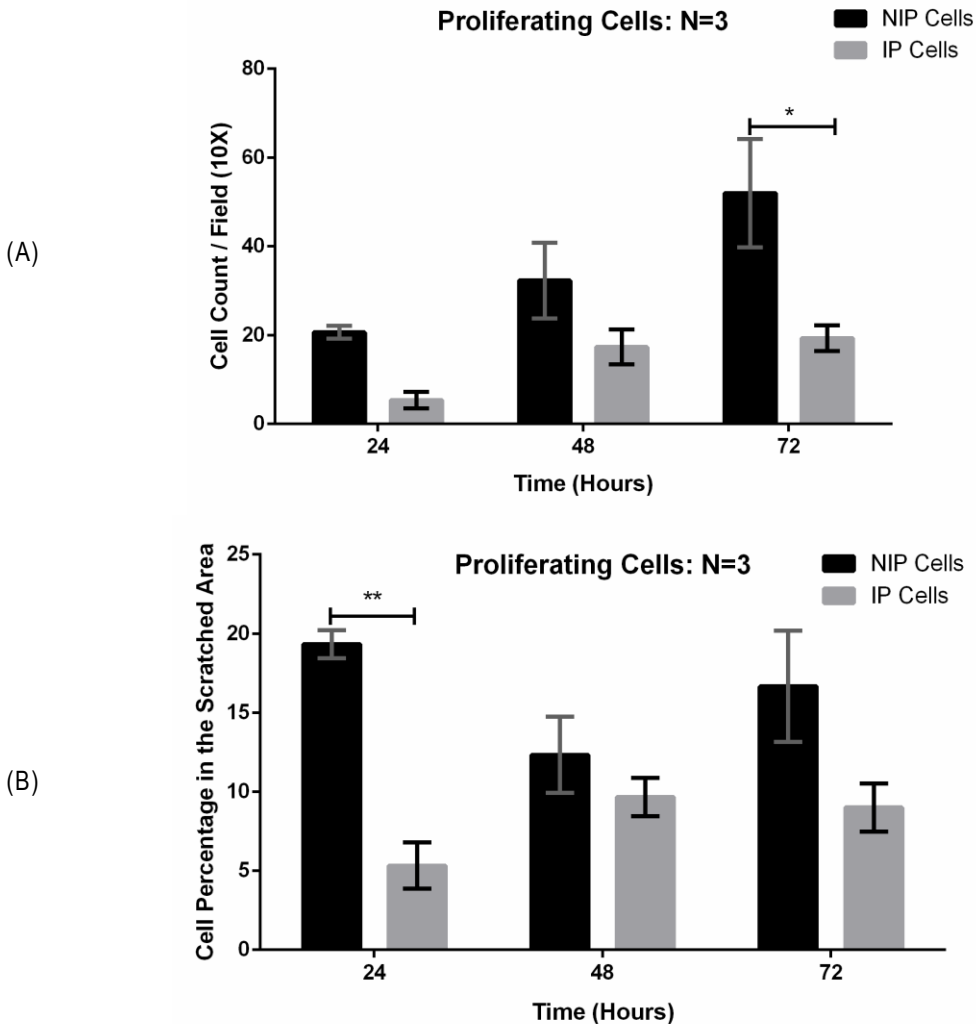 (A)
Proliferating Cells: N=3
NIP Cells
IP Cells
Cell Count / Field (10X)
80
60
40
20
0
*
24
48
72
Time (Hours)
(B)
Proliferating Cells: N=3
NIP Cells
IP Cells
Cell Percentage in the Scratched Area
25
20
15
10
5
0
**
24
48
72
Time (Hours)